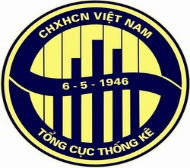 CHXHCN VIỆT NAM
6 - 5 - 1946
TỔNG CỤC THỐNG KÊ